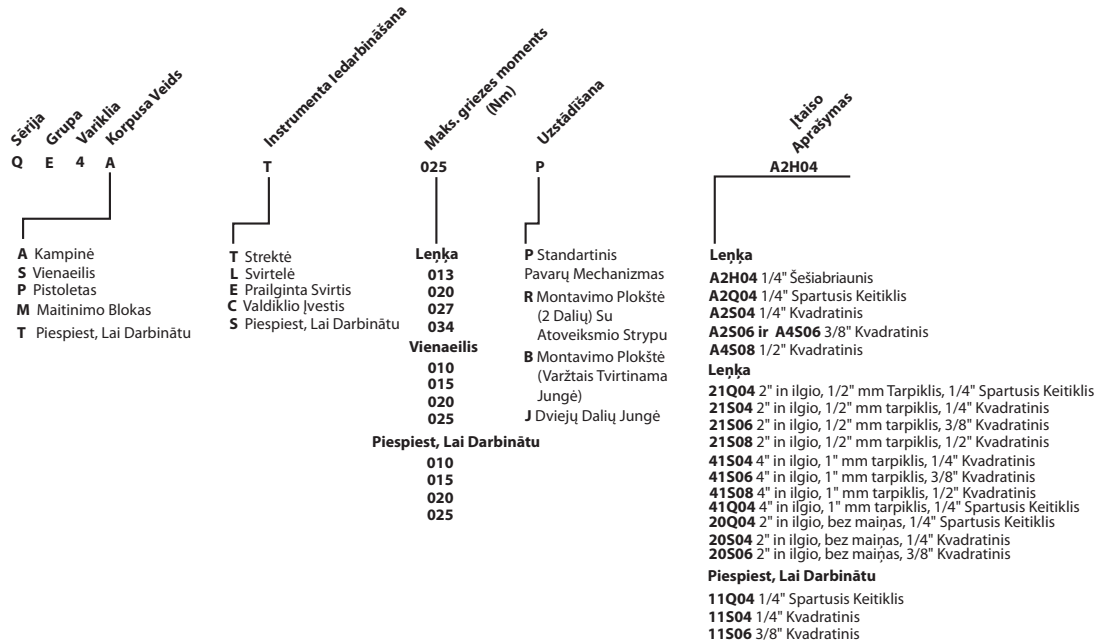 Sērija
Grupa
Variklia
Korpusa Veids
Instrumenta Iedarbināšana
Maks. griezes moments
(Nm)
Uzstādīšana
Įtaiso
Aprašymas
Q E 4 A T 025 P A2H04
A Kampinė
S Vienaeilis
P Pistoletas
M Maitinimo Blokas
T Piespiest, Lai Darbinātu
T Strektė
L Svirtelė
E Prailginta Svirtis
C Valdiklio Įvestis
S Piespiest, Lai Darbinātu
Leņka
013
020
027
034
Vienaeilis
010
015
020
025
Piespiest, Lai Darbinātu
010
015
020
025
P Standartinis
Pavarų Mechanizmas
R Montavimo Plokštė
(2 Dalių) Su
Atoveiksmio Strypu
B Montavimo Plokštė
(Varžtais Tvirtinama
Jungė)
J Dviejų Dalių Jungė
Leņka
A2H04 1/4" Šešiabriaunis
A2Q04 1/4" Spartusis Keitiklis
A2S04 1/4" Kvadratinis
A2S06 ir A4S06 3/8" Kvadratinis
A4S08 1/2" Kvadratinis
Leņka
21Q04 2" in ilgio, 1/2" mm Tarpiklis, 1/4" Spartusis Keitiklis
21S04 2" in ilgio, 1/2" mm tarpiklis, 1/4" Kvadratinis
21S06 2" in ilgio, 1/2" mm tarpiklis, 3/8" Kvadratinis
21S08 2" in ilgio, 1/2" mm tarpiklis, 1/2" Kvadratinis
41S04 4" in ilgio, 1" mm tarpiklis, 1/4" Kvadratinis
41S06 4" in ilgio, 1" mm tarpiklis, 3/8" Kvadratinis
41S08 4" in ilgio, 1" mm tarpiklis, 1/2" Kvadratinis
41Q04 4" in ilgio, 1" mm tarpiklis, 1/4" Spartusis Keitiklis
20Q04 2" in ilgio, bez maiņas, 1/4" Spartusis Keitiklis
20S04 2" in ilgio, bez maiņas, 1/4" Kvadratinis
20S06 2" in ilgio, bez maiņas, 3/8" Kvadratinis
Piespiest, Lai Darbinātu
11Q04 1/4" Spartusis Keitiklis
11S04 1/4" Kvadratinis
11S06 3/8" Kvadratinis